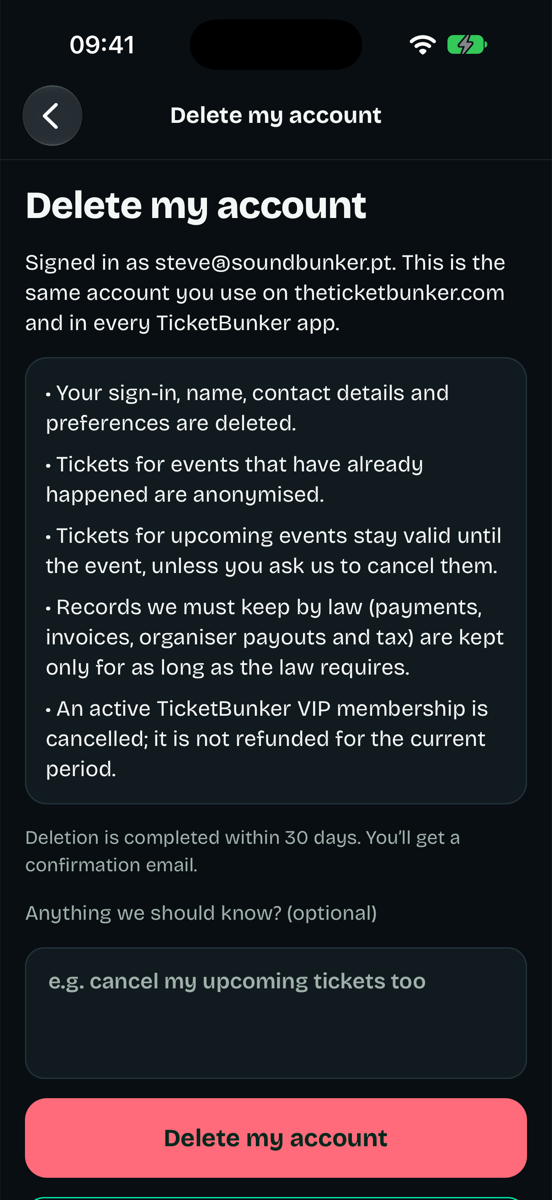 09:41
Delete my account
Delete my account
Signed in as steve@soundbunker.pt. This is the
same account you use on theticketbunker.com
and in every TicketBunker app.
• Your sign-in, name, contact details and
preferences are deleted.
• Tickets for events that have already
happened are anonymised.
• Tickets for upcoming events stay valid until
the event, unless you ask us to cancel them.
• Records we must keep by law (payments,
invoices, organiser payouts and tax) are kept
only for as long as the law requires.
• An active TicketBunker VIP membership is
cancelled; it is not refunded for the current
period.
Deletion is completed within 30 days. You’ll get a
confirmation email.
Anything we should know? (optional)
e.g. cancel my upcoming tickets too
Delete my account